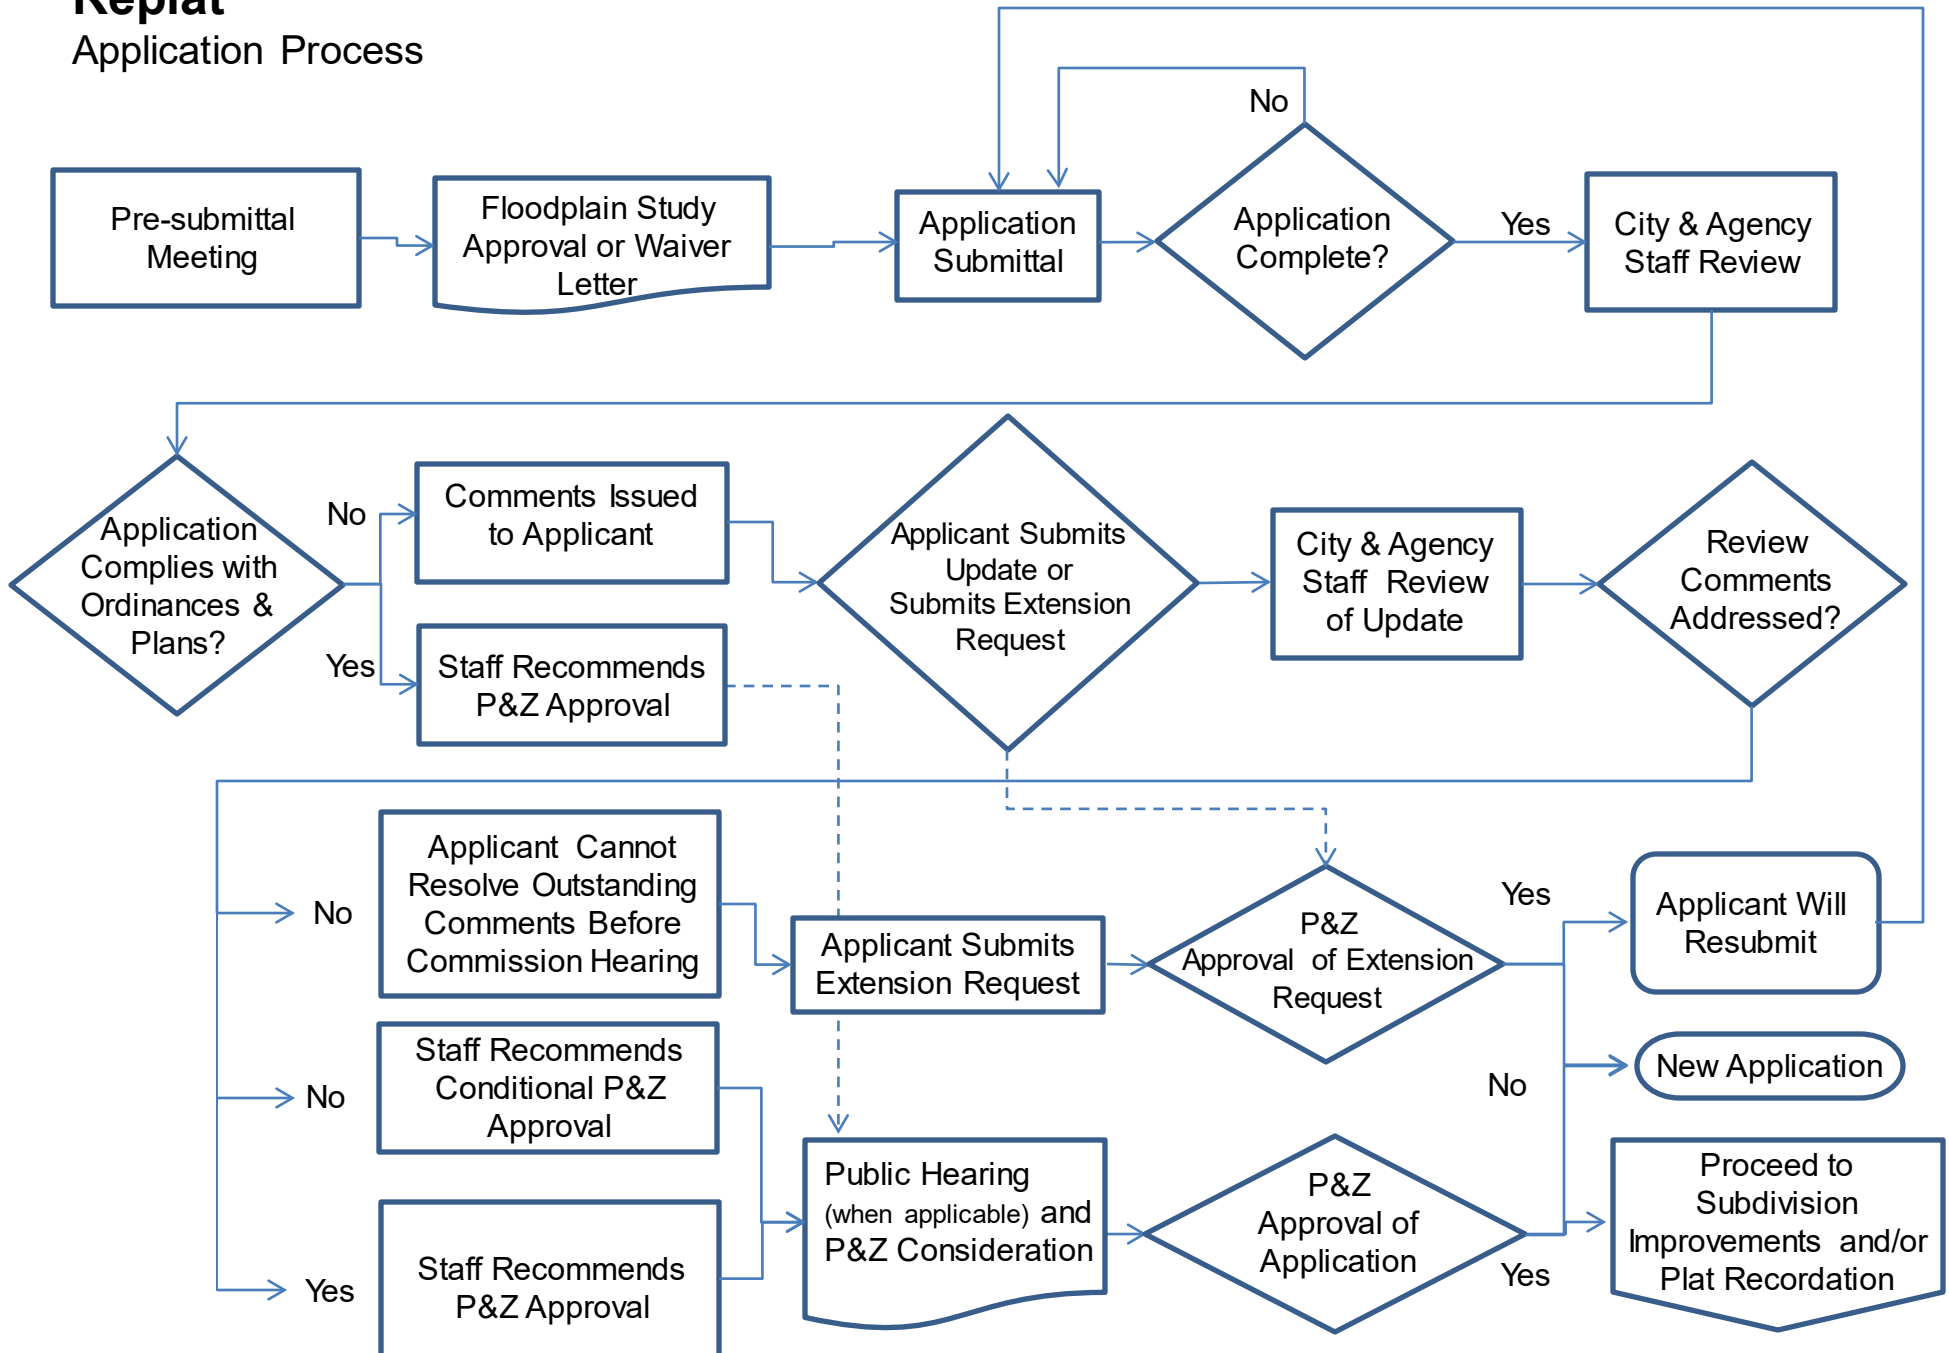 Replat
Application Process
No
Pre-submittal
Meeting
Floodplain Study
Approval or Waiver
Letter
Application
Submittal
Application
Complete?
Yes
City & Agency
Staff Review
Application
Complies with
Ordinances &
Plans?
No
Yes
Comments Issued
to Applicant
Staff Recommends
P&Z Approval
Applicant Submits
Update or
Submits Extension
Request
City & Agency
Staff Review
of Update
Review
Comments
Addressed?
No
Applicant Cannot
Resolve Outstanding
Comments Before
Commission Hearing
Applicant Submits
Extension Request
P&Z
Approval of Extension
Request
Yes
Applicant Will
Resubmit
No
Staff Recommends
Conditional P&Z
Approval
No
New Application
Yes
Staff Recommends
P&Z Approval
Public Hearing
(when applicable) and
P&Z Consideration
P&Z
Approval of
Application
Yes
Proceed to
Subdivision
Improvements and/or
Plat Recordation